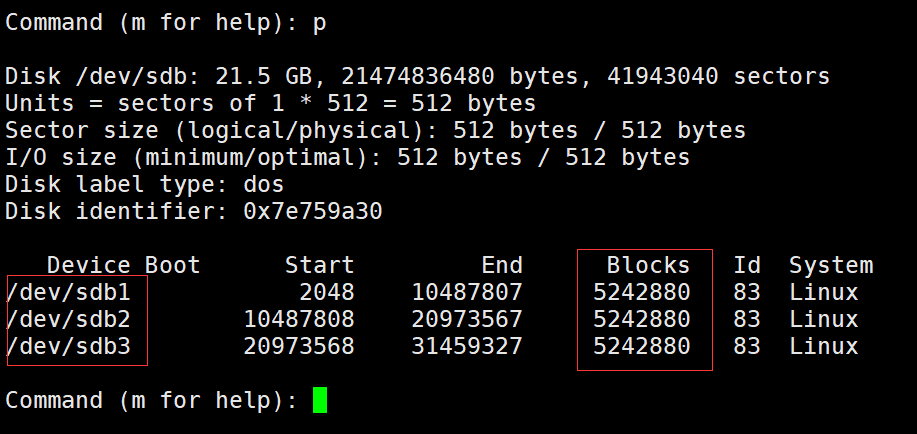 Command (m for help): p
Disk /dev/sdb: 21.5 GB, 21474836480 bytes, 41943040 sectors
Units = sectors of 1 * 512 = 512 bytes
Sector size (logical/physical): 512 bytes / 512 bytes
I/O size (minimum/optimal): 512 bytes / 512 bytes
Disk label type: dos
Disk identifier: 0x7e759a30
Device Boot Start End Blocks Id System
/dev/sdb1 2048 10487807 5242880 83 Linux
/dev/sdb2 10487808 20973567 5242880 83 Linux
/dev/sdb3 20973568 31459327 5242880 83 Linux
Command (m for help):